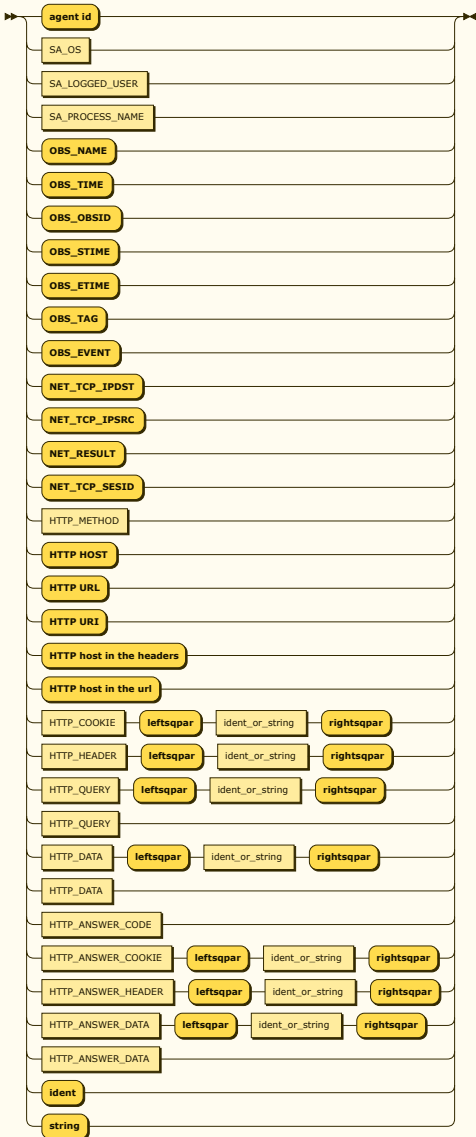 agent id
SA_OS
SA_LOGGED_USER
SA_PROCESS_NAME
OBS_NAME
OBS_TIME
OBS_OBSID
OBS_STIME
OBS_ETIME
OBS_TAG
OBS_EVENT
NET_TCP_IPDST
NET_TCP_IPSRC
NET_RESULT
NET_TCP_SESID
HTTP_METHOD
HTTP HOST
HTTP URL
HTTP URI
HTTP host in the headers
HTTP host in the url
HTTP_COOKIE leftsqpar ident_or_string rightsqpar
HTTP_HEADER leftsqpar ident_or_string rightsqpar
HTTP_QUERY leftsqpar ident_or_string rightsqpar
HTTP_QUERY
HTTP_DATA leftsqpar ident_or_string rightsqpar
HTTP_DATA
HTTP_ANSWER_CODE
HTTP_ANSWER_COOKIE leftsqpar ident_or_string rightsqpar
HTTP_ANSWER_HEADER leftsqpar ident_or_string rightsqpar
HTTP_ANSWER_DATA leftsqpar ident_or_string rightsqpar
HTTP_ANSWER_DATA
ident
string